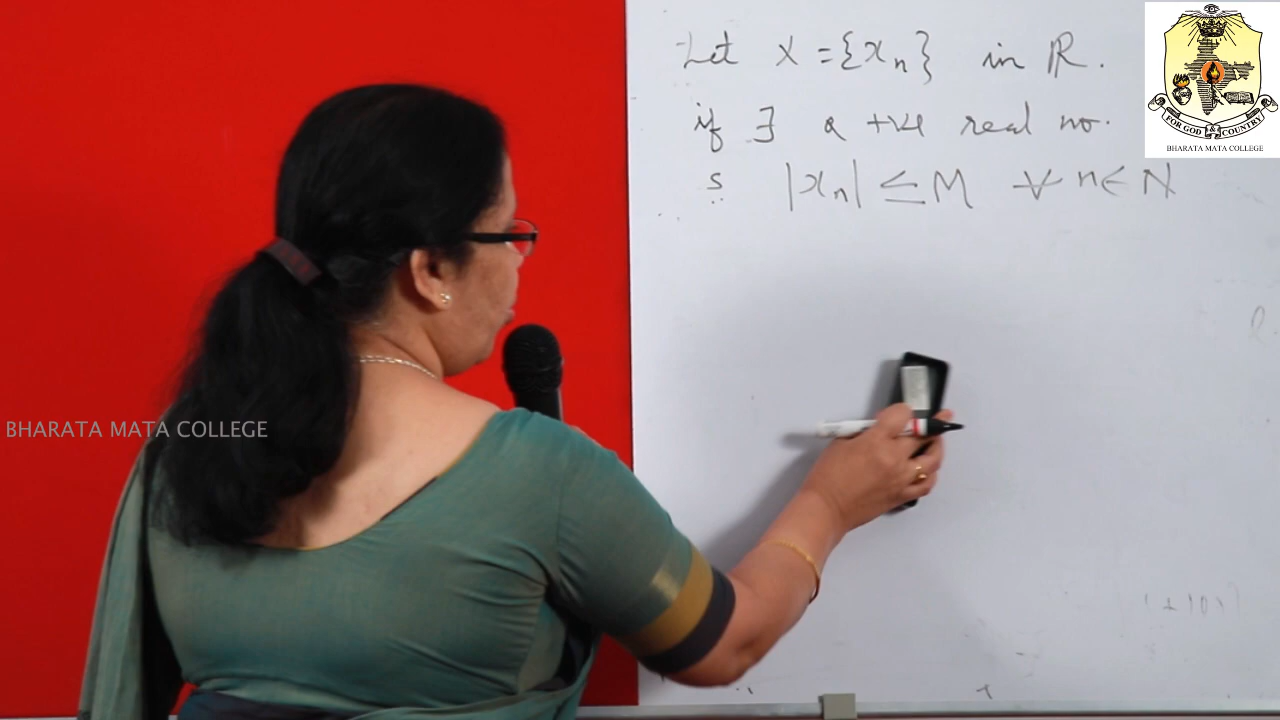 Let X = {xₙ} in ℝ.
if ∃ a +ve real no.
s |xₙ| ≤ M ∀ n ∈ N
FOR GOD & COUNTRY
BHARATA MATA COLLEGE
BHARATA MATA COLLEGE